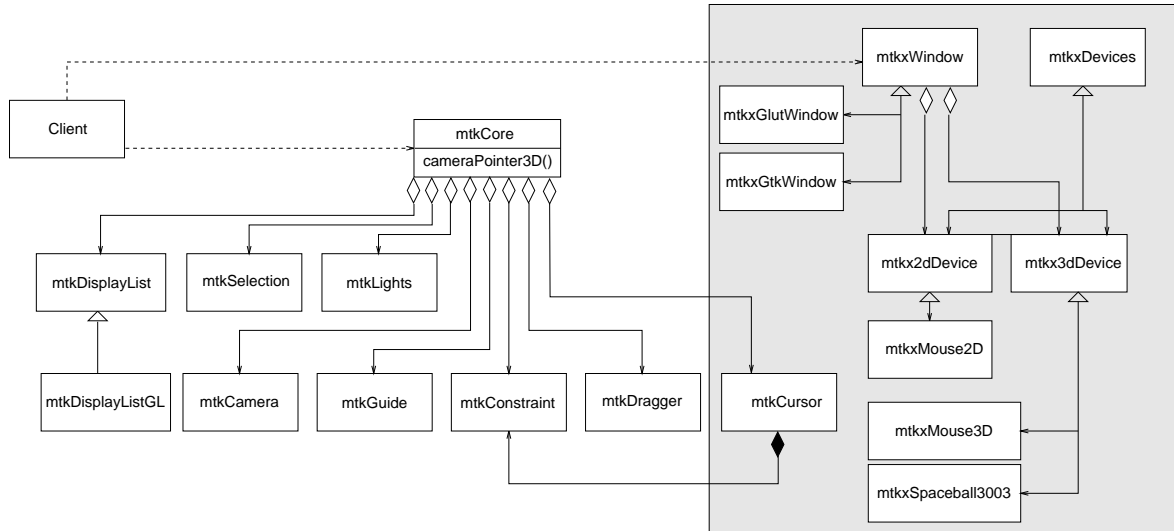 mtkxWindow
mtkxDevices
mtkxGlutWindow
Client
mtkCore
cameraPointer3D()
mtkxGtkWindow
mtkDisplayList
mtkSelection
mtkLights
mtkx2dDevice
mtkx3dDevice
mtkxMouse2D
mtkDisplayListGL
mtkCamera
mtkGuide
mtkConstraint
mtkDragger
mtkCursor
mtkxMouse3D
mtkxSpaceball3003